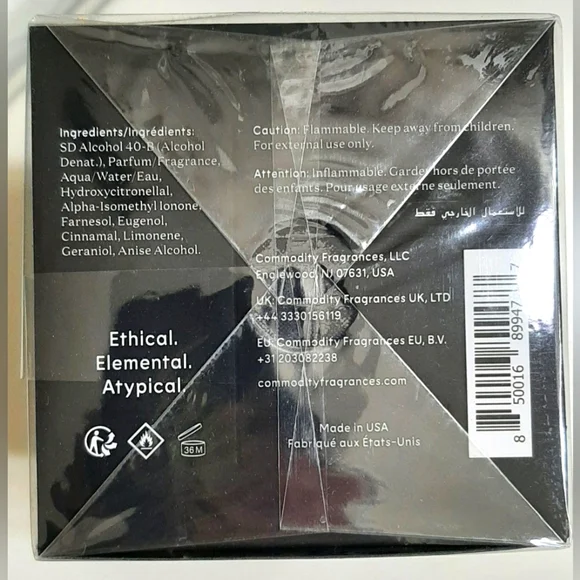 Ingredients/Ingrédients:
SD Alcohol 40-B (Alcohol
Denat.), Parfum/Fragrance,
Aqua/Water/Eau,
Hydroxycitronellal,
Alpha-Isomethyl Ionone,
Farnesol, Eugenol,
Cinnamal, Limonene,
Geraniol, Anise Alcohol.
Ethical.
Elemental.
Atypical.
36M
Caution: Flammable. Keep away from children.
For external use only.
Attention: Inflammable. Garder hors de portée
des enfants. Pour usage externe seulement.
للاستعمال الخارجي فقط
Commodity Fragrances, LLC
Englewood, NJ 07631, USA
UK: Commodity Fragrances UK, LTD
+44 3330156119
EU: Commodity Fragrances EU, B.V.
+31203082238
commodityfragrances.com
Made in USA
Fabriqué aux États-Unis
8 50016 89947 7